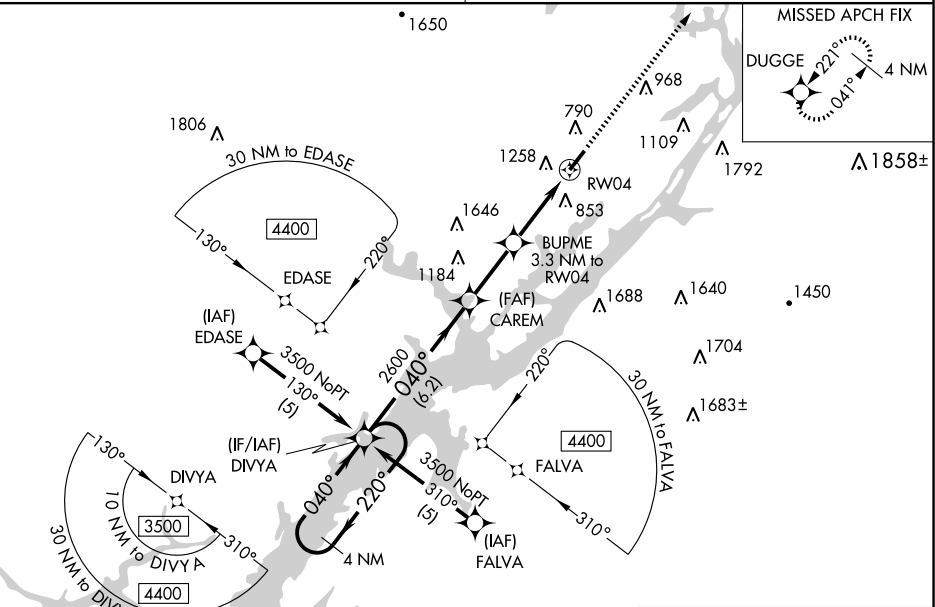 1650
MISSED APCH FIX
DUGGE
221°
041°
4 NM
968
790
1806
1109
30 NM to EDASE
1258
1792
1858±
RW04
4400
1646
853
130°
220°
BUPME
3.3 NM to
RW04
1184
EDASE
(FAF)
CAREM
1688
1640
1450
(IAF)
EDASE
3500 NoPT
130°
(5)
2600
040°
(6.2)
1704
220°
30 NM to FALVA
1683±
(IF/IAF)
DIVYA
4400
130°
DIVYA
3500 NoPT
310°
(5)
FALVA
040°
220°
10 NM to DIVYA
3500
310°
310°
(IAF)
FALVA
4 NM
30 NM to
4400